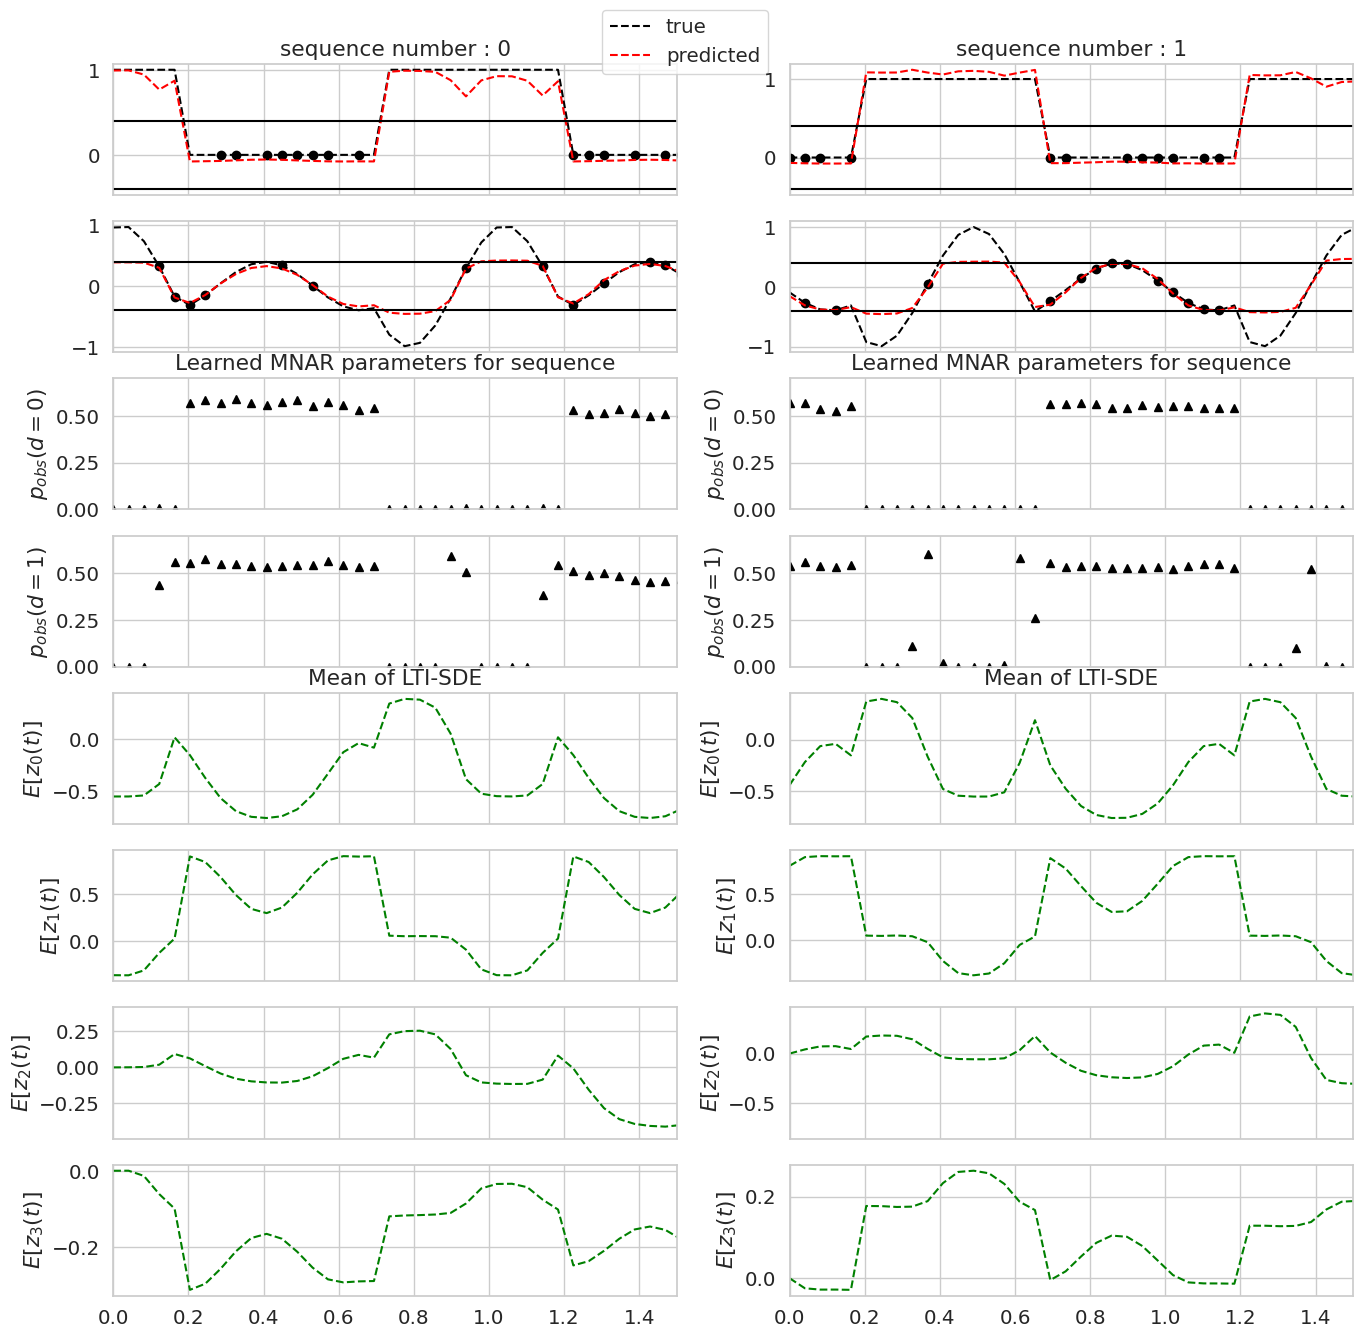 true
predicted
sequence number : 0
sequence number : 1
1
0
1
0
1
0
−1
1
0
−1
Learned MNAR parameters for sequence
Learned MNAR parameters for sequence
p_obs(d = 0)
0.50
0.25
0.00
p_obs(d = 0)
0.50
0.25
0.00
p_obs(d = 1)
0.50
0.25
0.00
p_obs(d = 1)
0.50
0.25
0.00
Mean of LTI-SDE
Mean of LTI-SDE
E[z_0(t)]
0.0
−0.5
E[z_0(t)]
0.0
−0.5
E[z_1(t)]
0.5
0.0
E[z_1(t)]
0.5
0.0
E[z_2(t)]
0.25
0.00
−0.25
E[z_2(t)]
0.0
−0.5
E[z_3(t)]
0.0
−0.2
E[z_3(t)]
0.2
0.0
0.0 0.2 0.4 0.6 0.8 1.0 1.2 1.4
0.0 0.2 0.4 0.6 0.8 1.0 1.2 1.4